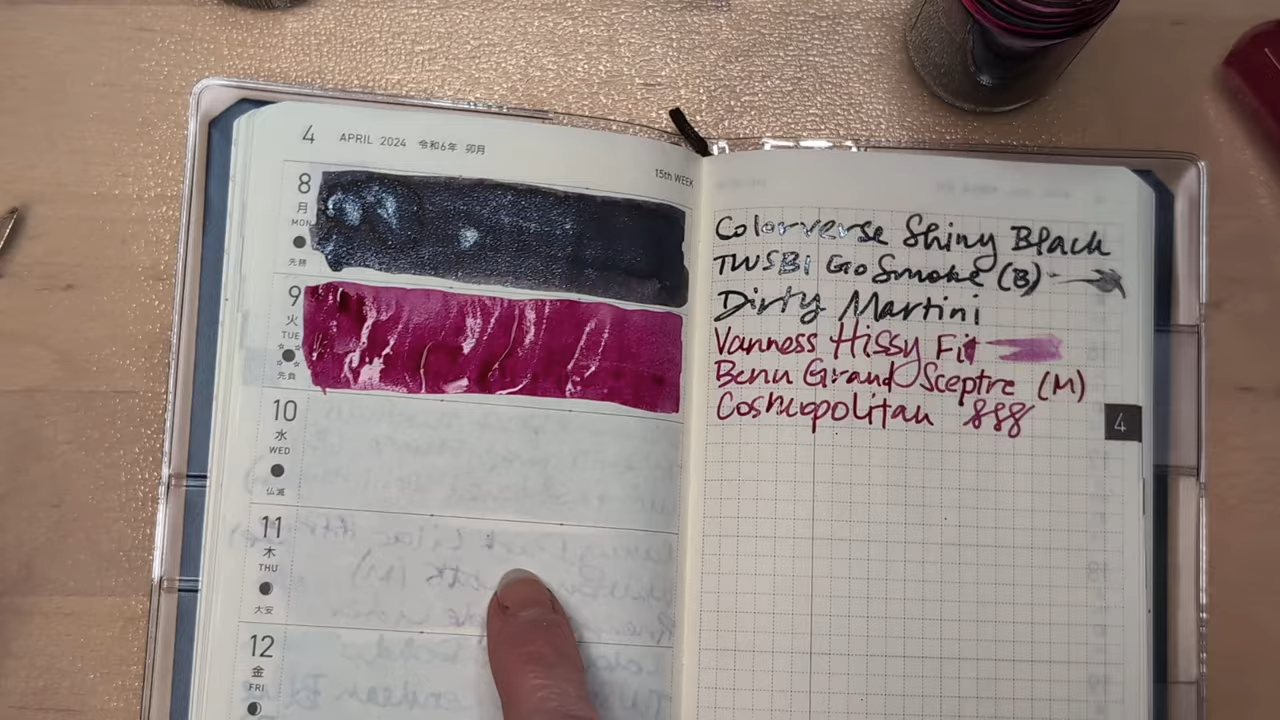 4 APRIL 2024 令和6年 卯月
15th WEEK
8
月
MON
先勝
9
火
TUE
先負
10
水
WED
仏滅
11
木
THU
大安
12
金
FRI
Colorverse Shiny Black
TWSBI Go Smoke (B)
Dirty Martini
Vanness Hissy Fit
Benu Grand Sceptre (M)
Cosmopolitan
4